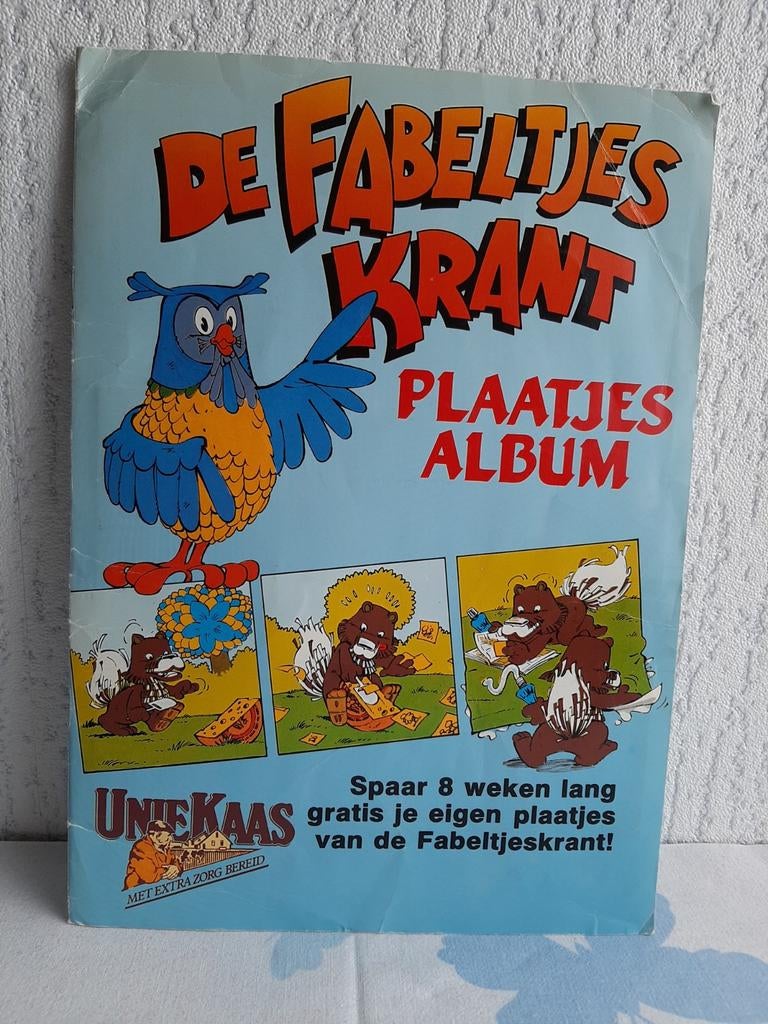 DE FABELTJES
KRANT
PLAATJES
ALBUM
UNIEKAAS
MET EXTRA ZORG BEREID
Spaar 8 weken lang
gratis je eigen plaatjes
van de Fabeltjeskrant!